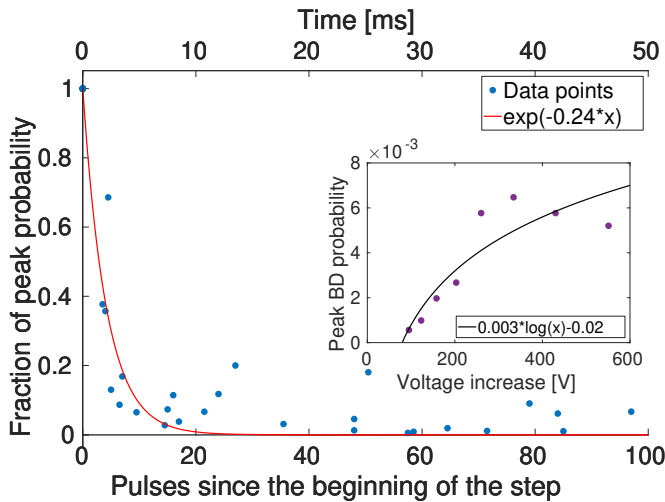 Time [ms]
0 10 20 30 40 50
Fraction of peak probability
1
0.8
0.6
0.4
0.2
0
Data points
exp(-0.24*x)
×10⁻³
Peak BD probability
8
6
4
2
0
0.003*log(x)-0.02
0 200 400 600
Voltage increase [V]
0 20 40 60 80 100
Pulses since the beginning of the step